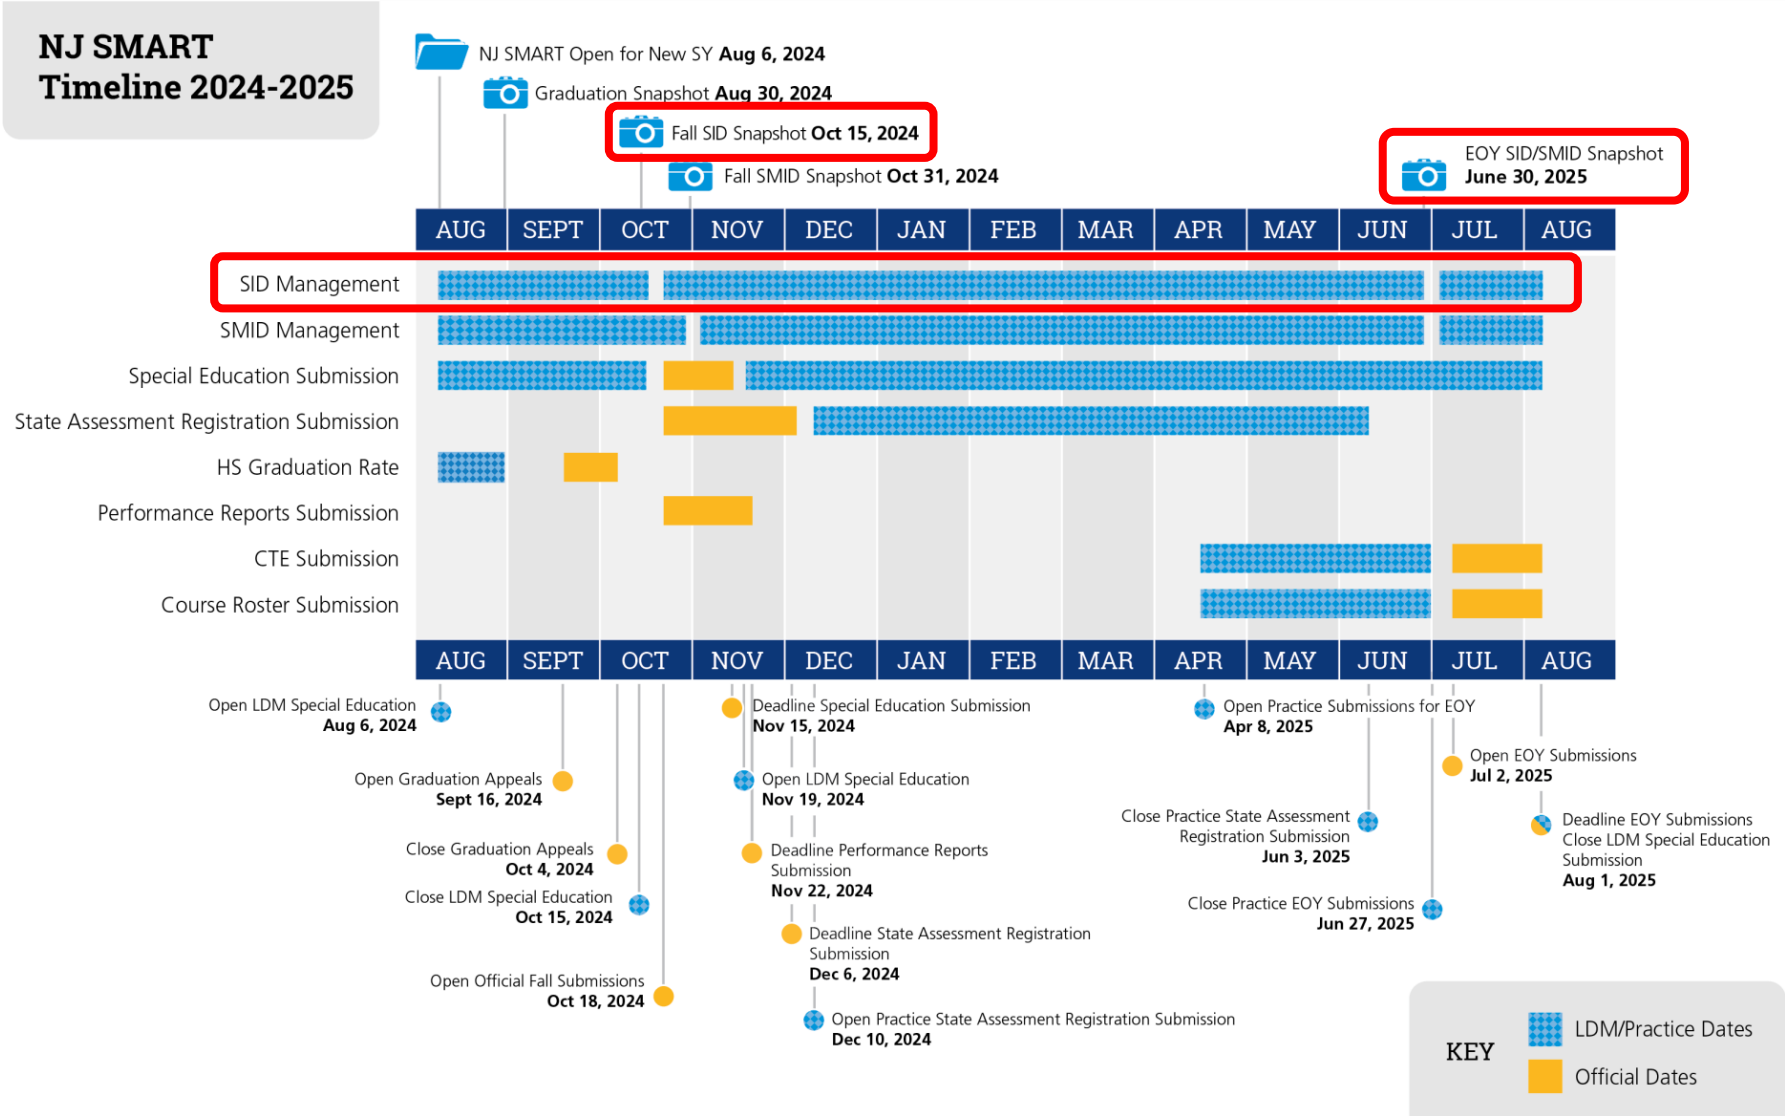 NJ SMART
Timeline 2024-2025
NJ SMART Open for New SY Aug 6, 2024
Graduation Snapshot Aug 30, 2024
Fall SID Snapshot Oct 15, 2024
Fall SMID Snapshot Oct 31, 2024
EOY SID/SMID Snapshot
June 30, 2025
AUG SEPT OCT NOV DEC JAN FEB MAR APR MAY JUN JUL AUG
SID Management
SMID Management
Special Education Submission
State Assessment Registration Submission
HS Graduation Rate
Performance Reports Submission
CTE Submission
Course Roster Submission
AUG SEPT OCT NOV DEC JAN FEB MAR APR MAY JUN JUL AUG
Open LDM Special Education
Aug 6, 2024
Open Graduation Appeals
Sept 16, 2024
Close Graduation Appeals
Oct 4, 2024
Close LDM Special Education
Oct 15, 2024
Open Official Fall Submissions
Oct 18, 2024
Deadline Special Education Submission
Nov 15, 2024
Open LDM Special Education
Nov 19, 2024
Deadline Performance Reports
Submission
Nov 22, 2024
Deadline State Assessment Registration
Submission
Dec 6, 2024
Open Practice State Assessment Registration Submission
Dec 10, 2024
Open Practice Submissions for EOY
Apr 8, 2025
Close Practice State Assessment
Registration Submission
Jun 3, 2025
Close Practice EOY Submissions
Jun 27, 2025
Open EOY Submissions
Jul 2, 2025
Deadline EOY Submissions
Close LDM Special Education
Submission
Aug 1, 2025
KEY
LDM/Practice Dates
Official Dates